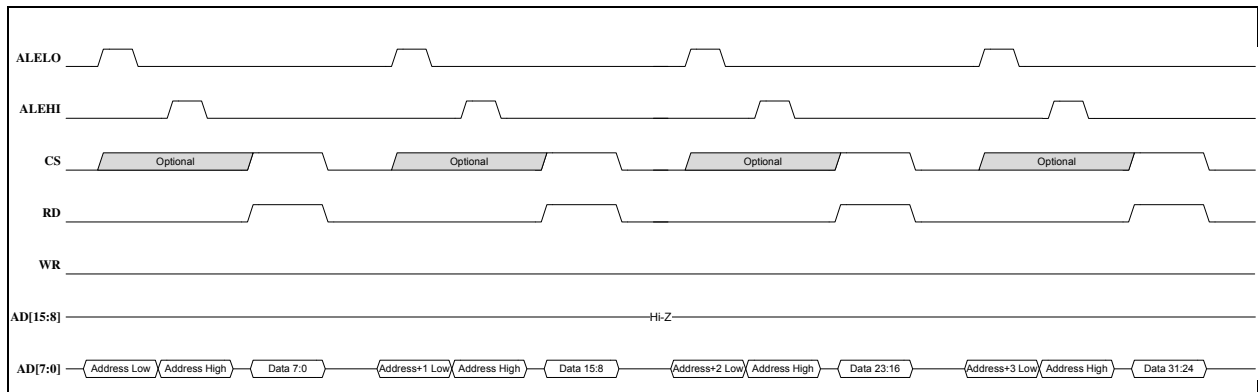 ALELO
ALEHI
CS Optional Optional Optional Optional
RD
WR
AD[15:8] Hi-Z
AD[7:0] Address Low Address High Data 7:0 Address+1 Low Address High Data 15:8 Address+2 Low Address High Data 23:16 Address+3 Low Address High Data 31:24